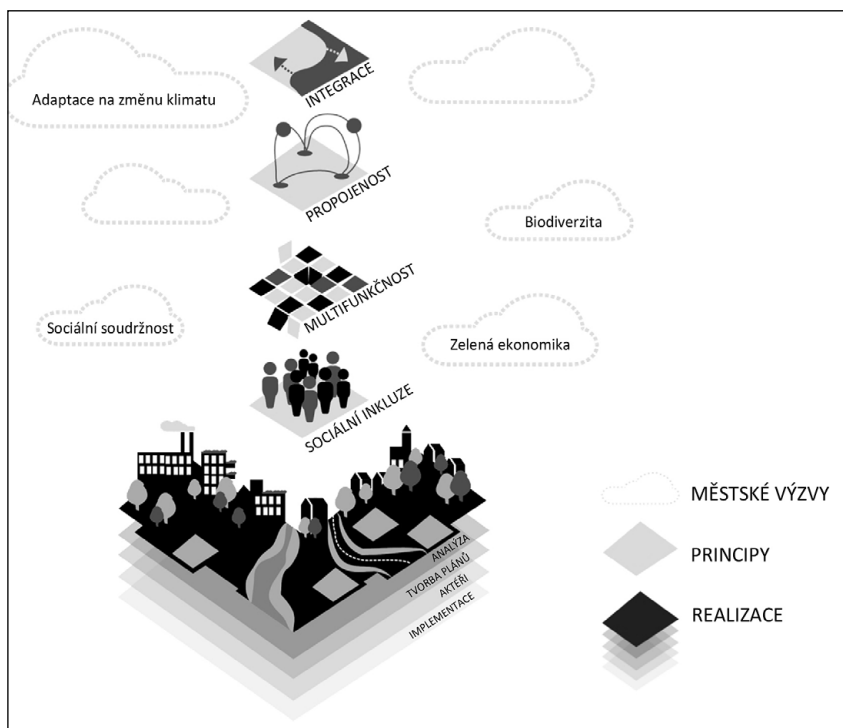 INTEGRACE
Adaptace na změnu klimatu
PROPOJENOST
Biodiverzita
MULTIFUNKČNOST
Sociální soudržnost
Zelená ekonomika
SOCIÁLNÍ INKLUZE
ANALÝZA
TVORBA PLÁNŮ
AKTÉŘI
IMPLEMENTACE
MĚSTSKÉ VÝZVY
PRINCIPY
REALIZACE